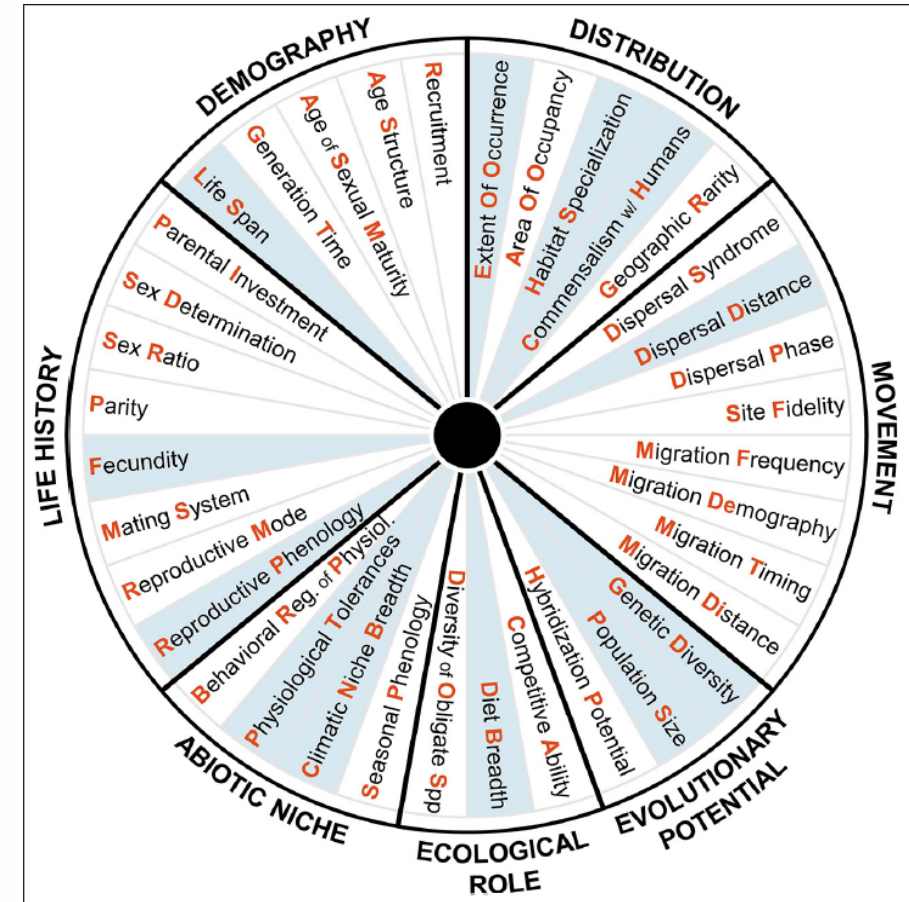 DEMOGRAPHY
Life Span
Generation Time
Age of Sexual Maturity
Age Structure
Recruitment
DISTRIBUTION
Extent Of Occurrence
Area Of Occupancy
Habitat Specialization
Commensalism w/ Humans
Geographic Rarity
MOVEMENT
Dispersal Syndrome
Dispersal Distance
Dispersal Phase
Site Fidelity
Migration Frequency
Migration Demography
Migration Timing
Migration Distance
EVOLUTIONARY
POTENTIAL
Genetic Diversity
Population Size
Hybridization Potential
ECOLOGICAL
ROLE
Competitive Ability
Diet Breadth
Diversity of Obligate Spp
ABIOTIC NICHE
Seasonal Phenology
Climatic Niche Breadth
Physiological Tolerances
Behavioral Reg. of Physiol.
LIFE HISTORY
Reproductive Phenology
Reproductive Mode
Mating System
Fecundity
Parity
Sex Ratio
Sex Determination
Parental Investment